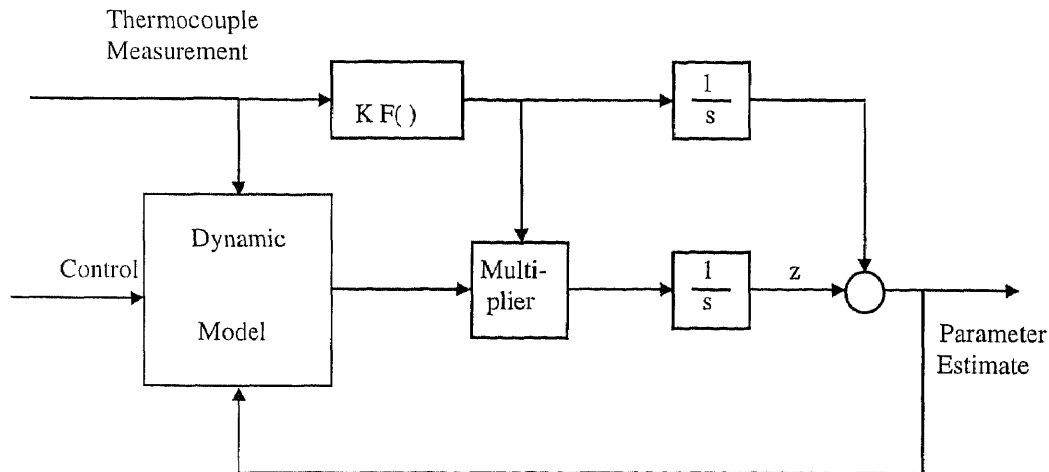 Thermocouple
Measurement
K F( )
1
s
Dynamic
Model
Control
Multi-
plier
1
s
z
Parameter
Estimate